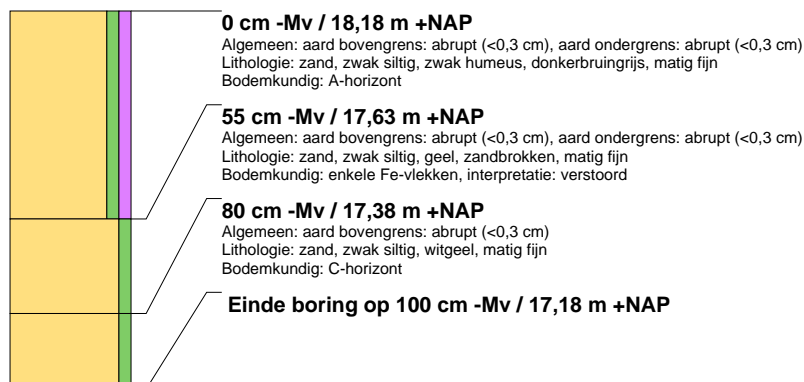 0 cm -Mv / 18,18 m +NAP
Algemeen: aard bovengrens: abrupt (<0,3 cm), aard ondergrens: abrupt (<0,3 cm)
Lithologie: zand, zwak siltig, zwak humeus, donkerbruingrijs, matig fijn
Bodemkundig: A-horizont
55 cm -Mv / 17,63 m +NAP
Algemeen: aard bovengrens: abrupt (<0,3 cm), aard ondergrens: abrupt (<0,3 cm)
Lithologie: zand, zwak siltig, geel, zandbrokken, matig fijn
Bodemkundig: enkele Fe-vlekken, interpretatie: verstoord
80 cm -Mv / 17,38 m +NAP
Algemeen: aard bovengrens: abrupt (<0,3 cm)
Lithologie: zand, zwak siltig, witgeel, matig fijn
Bodemkundig: C-horizont
Einde boring op 100 cm -Mv / 17,18 m +NAP